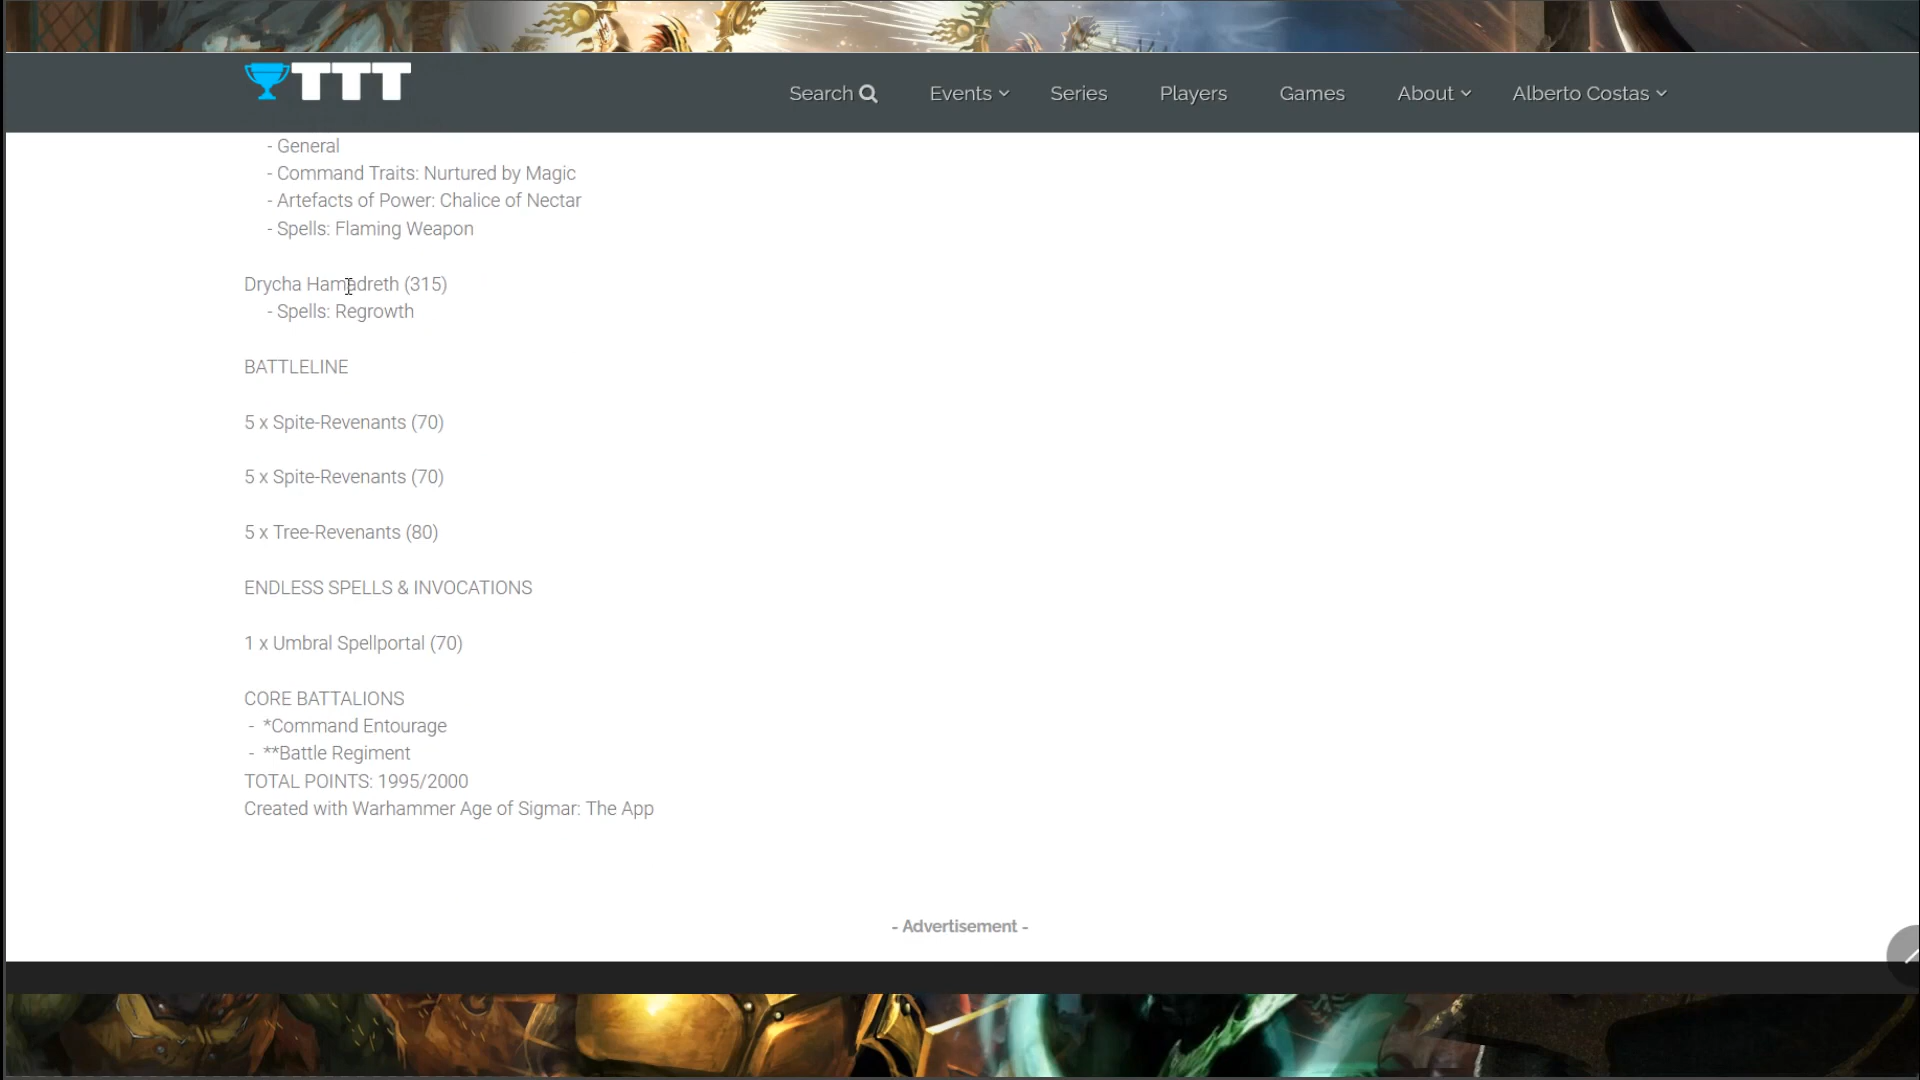 TTT
Search
Events
Series
Players
Games
About
Alberto Costas
- General
- Command Traits: Nurtured by Magic
- Artefacts of Power: Chalice of Nectar
- Spells: Flaming Weapon
Drycha Hamadreth (315)
- Spells: Regrowth
BATTLELINE
5 x Spite-Revenants (70)
5 x Spite-Revenants (70)
5 x Tree-Revenants (80)
ENDLESS SPELLS & INVOCATIONS
1 x Umbral Spellportal (70)
CORE BATTALIONS
- *Command Entourage
- **Battle Regiment
TOTAL POINTS: 1995/2000
Created with Warhammer Age of Sigmar: The App
- Advertisement -